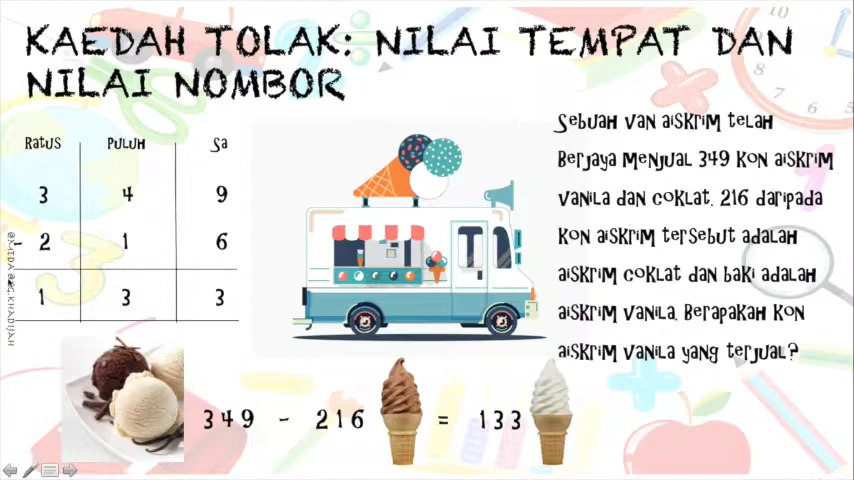 KAEDAH TOLAK: NILAI TEMPAT DAN
NILAI NOMBOR
Ratus Puluh Sa
3 4 9
- 2 1 6
1 3 3
Sebuah van aiskrim telah
Berjaya menjual 349 kon aiskrim
vanila dan coklat. 216 daripada
kon aiskrim tersebut adalah
aiskrim coklat dan baki adalah
aiskrim vanila. Berapakah kon
aiskrim vanila yang terjual?
349 - 216 = 133